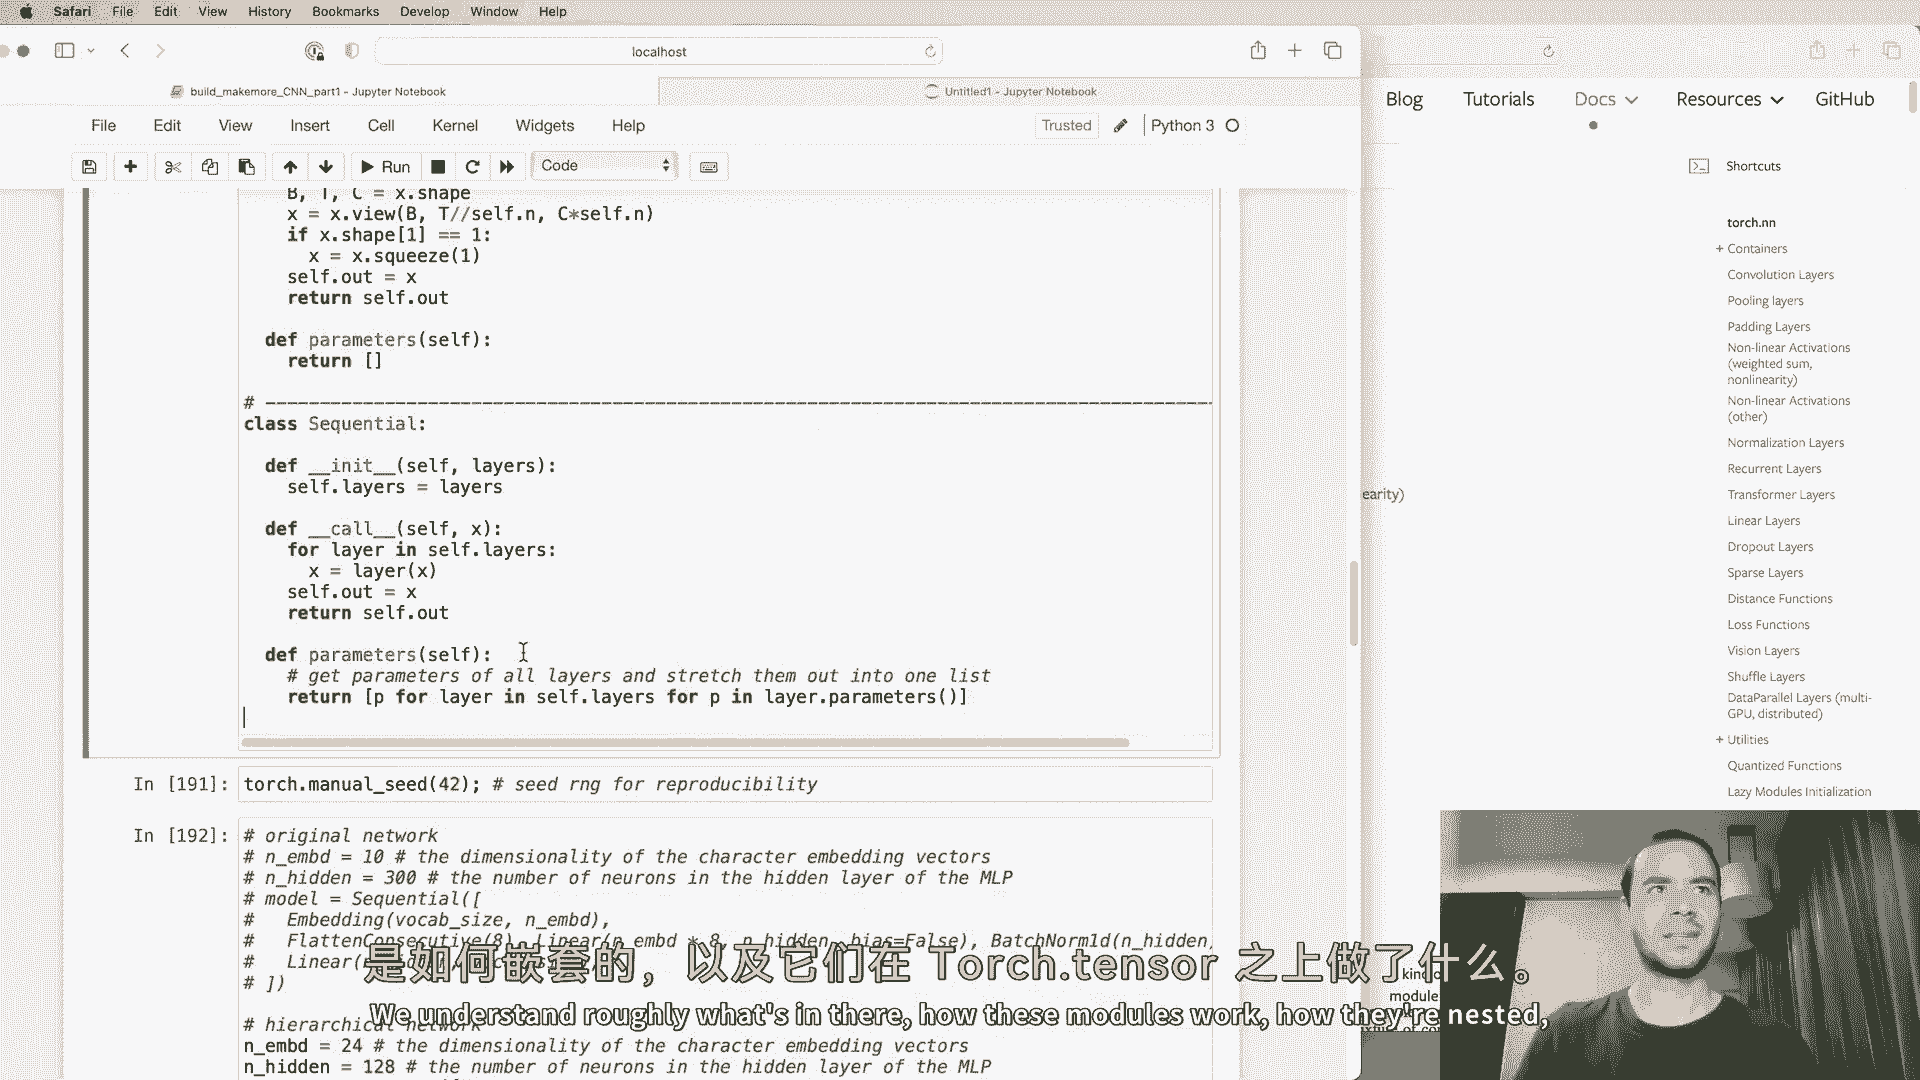 Safari File Edit View History Bookmarks Develop Window Help
localhost
build_makemore_CNN_part1 - Jupyter Notebook
Untitled1 - Jupyter Notebook
File Edit View Insert Cell Kernel Widgets Help
Trusted
Python 3
Run
Code
B, T, C = x.shape
x = x.view(B, T//self.n, C*self.n)
if x.shape[1] == 1:
x = x.squeeze(1)
self.out = x
return self.out
def parameters(self):
return []
# ------------------------------------------------------------
class Sequential:
def __init__(self, layers):
self.layers = layers
def __call__(self, x):
for layer in self.layers:
x = layer(x)
self.out = x
return self.out
def parameters(self):
# get parameters of all layers and stretch them out into one list
return [p for layer in self.layers for p in layer.parameters()]
In [191]: torch.manual_seed(42); # seed rng for reproducibility
In [192]: # original network
# n_embd = 10 # the dimensionality of the character embedding vectors
# n_hidden = 300 # the number of neurons in the hidden layer of the MLP
# model = Sequential([
# Embedding(vocab_size, n_embd),
# FlattenConsecutive(8), Linear(n_embd * 8, n_hidden, bias=False), BatchNorm1d(n_hidden)
# Linear(
# ])
# hierarchical network
n_embd = 24 # the dimensionality of the character embedding vectors
n_hidden = 128 # the number of neurons in the hidden layer of the MLP
Blog Tutorials Docs Resources GitHub
Shortcuts
torch.nn
+ Containers
Convolution Layers
Pooling layers
Padding Layers
Non-linear Activations
(weighted sum,
nonlinearity)
Non-linear Activations
(other)
Normalization Layers
Recurrent Layers
Transformer Layers
Linear Layers
Dropout Layers
Sparse Layers
Distance Functions
Loss Functions
Vision Layers
Shuffle Layers
DataParallel Layers (multi-
GPU, distributed)
+ Utilities
Quantized Functions
Lazy Modules Initialization
earity)
module
是如何嵌套的，以及它们在 Torch.tensor 之上做了什么。
We understand roughly what's in there, how these modules work, how they're nested,